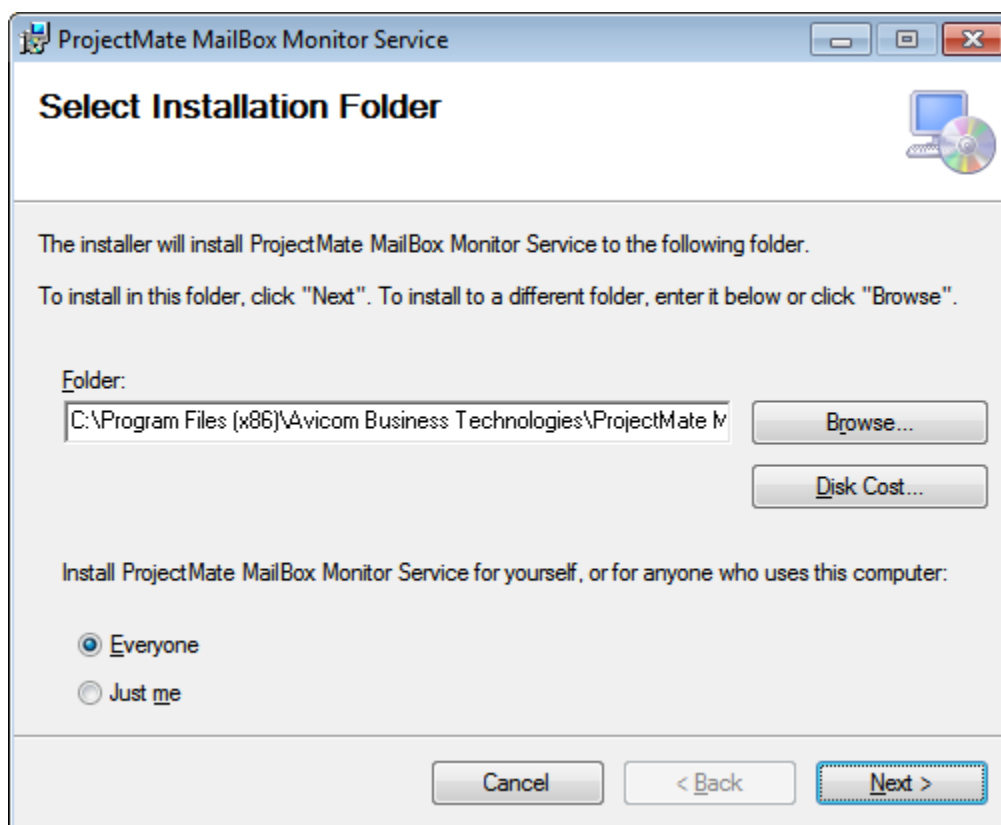 ProjectMate MailBox Monitor Service
Select Installation Folder
The installer will install ProjectMate MailBox Monitor Service to the following folder.
To install in this folder, click "Next". To install to a different folder, enter it below or click "Browse".
Folder:
C:\Program Files (x86)\Avicom Business Technologies\ProjectMate M
Browse...
Disk Cost...
Install ProjectMate MailBox Monitor Service for yourself, or for anyone who uses this computer:
Everyone
Just me
Cancel < Back Next >